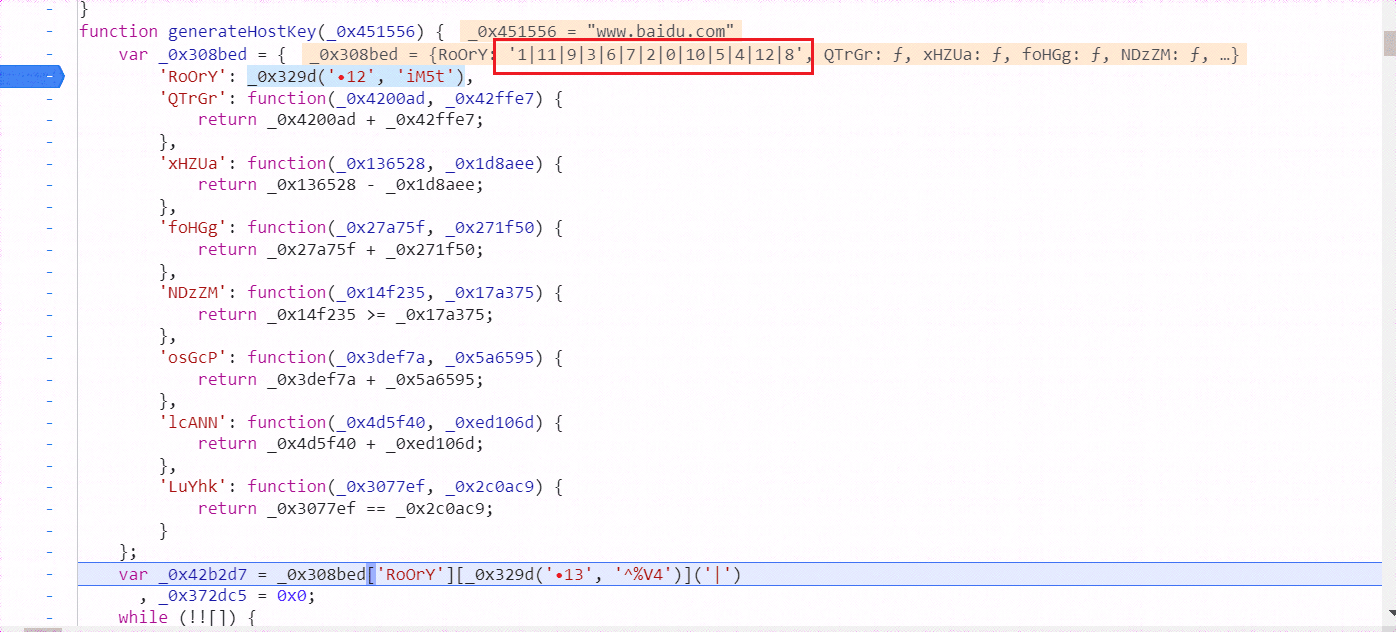 }
function generateHostKey(_0x451556) {  _0x451556 = "www.baidu.com"
    var _0x308bed = {  _0x308bed = {RoOrY: '1|11|9|3|6|7|2|0|10|5|4|12|8', QTrGr: ƒ, xHZUa: ƒ, foHGg: ƒ, NDzZM: ƒ, …}
        'RoOrY': _0x329d('•12', 'iM5t'),
        'QTrGr': function(_0x4200ad, _0x42ffe7) {
            return _0x4200ad + _0x42ffe7;
        },
        'xHZUa': function(_0x136528, _0x1d8aee) {
            return _0x136528 - _0x1d8aee;
        },
        'foHGg': function(_0x27a75f, _0x271f50) {
            return _0x27a75f + _0x271f50;
        },
        'NDzZM': function(_0x14f235, _0x17a375) {
            return _0x14f235 >= _0x17a375;
        },
        'osGcP': function(_0x3def7a, _0x5a6595) {
            return _0x3def7a + _0x5a6595;
        },
        'lcANN': function(_0x4d5f40, _0xed106d) {
            return _0x4d5f40 + _0xed106d;
        },
        'LuYhk': function(_0x3077ef, _0x2c0ac9) {
            return _0x3077ef == _0x2c0ac9;
        }
    };
    var _0x42b2d7 = _0x308bed['RoOrY'][_0x329d('•13', '^%V4')]('|')
      , _0x372dc5 = 0x0;
    while (!![]) {